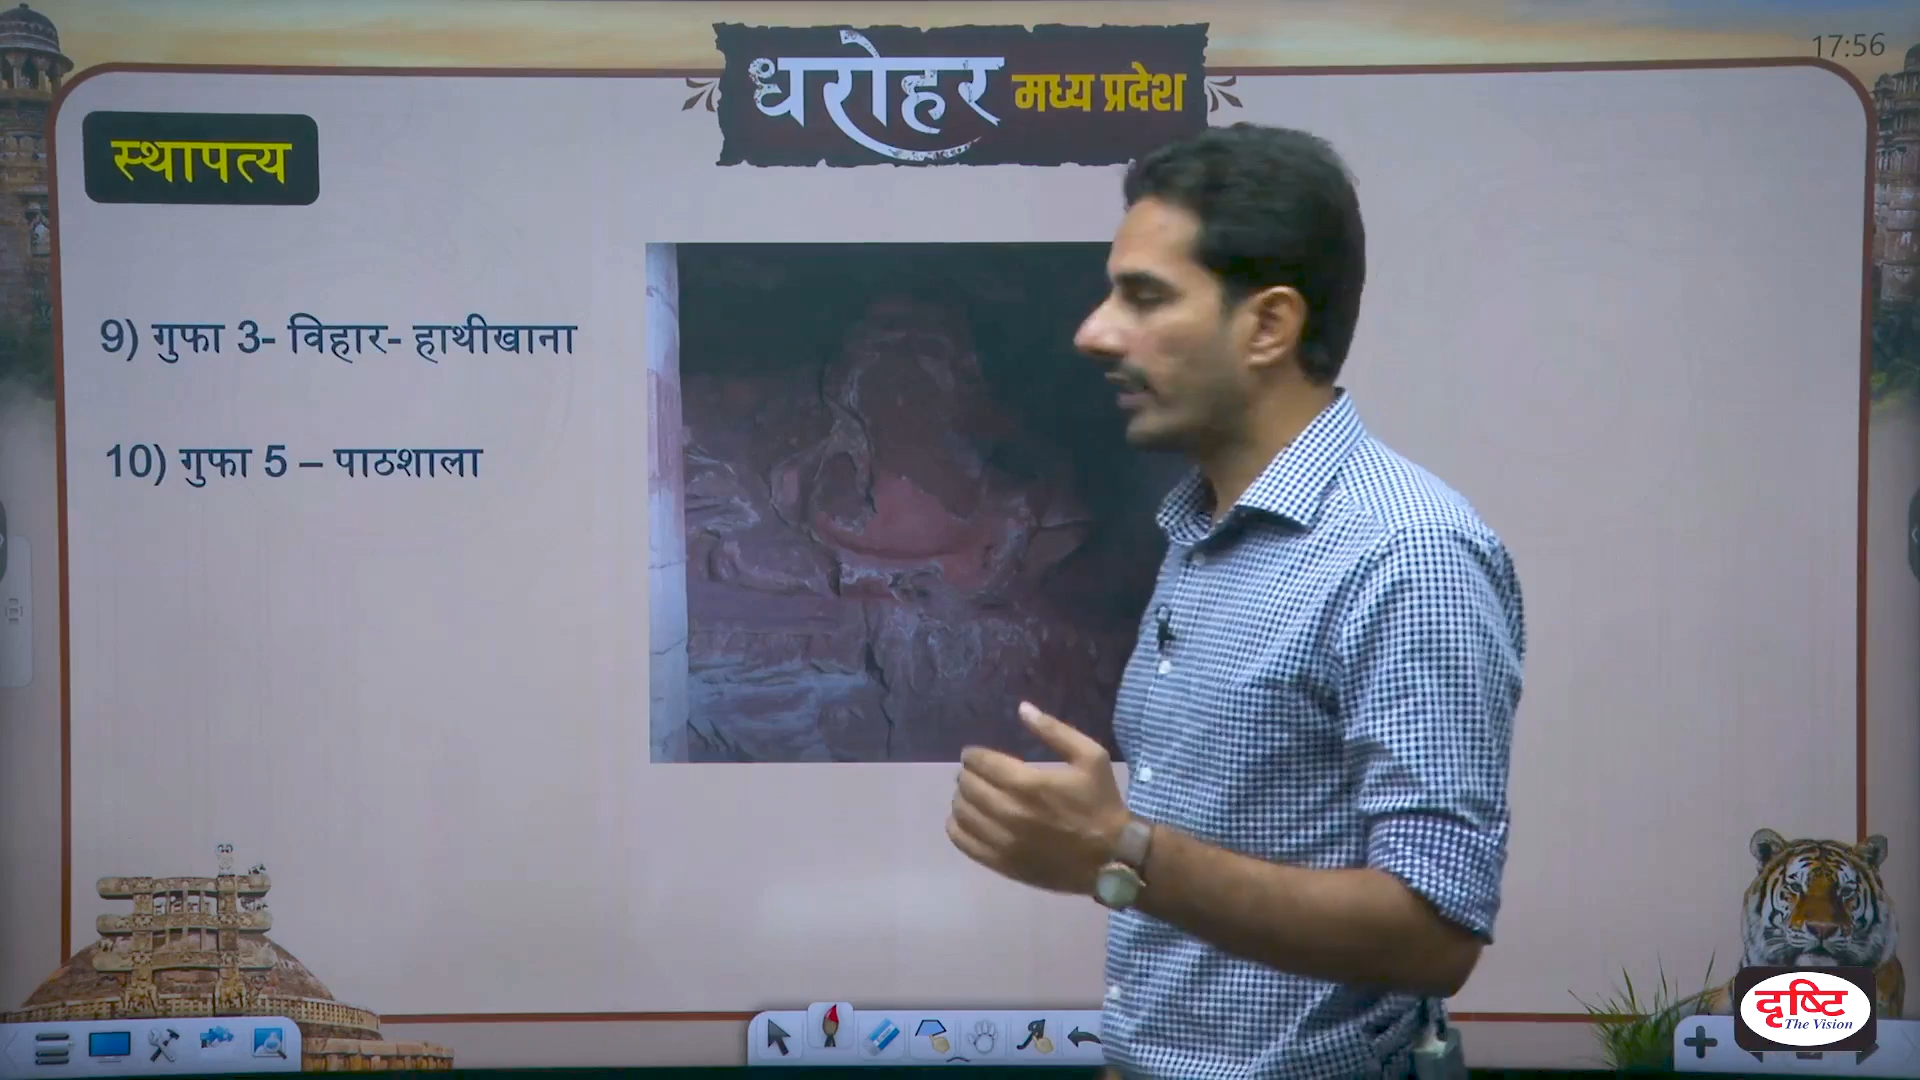 17:56
धरोहर मध्य प्रदेश
स्थापत्य
9) गुफा 3- विहार- हाथीखाना
10) गुफा 5 – पाठशाला
दृष्टि
The Vision